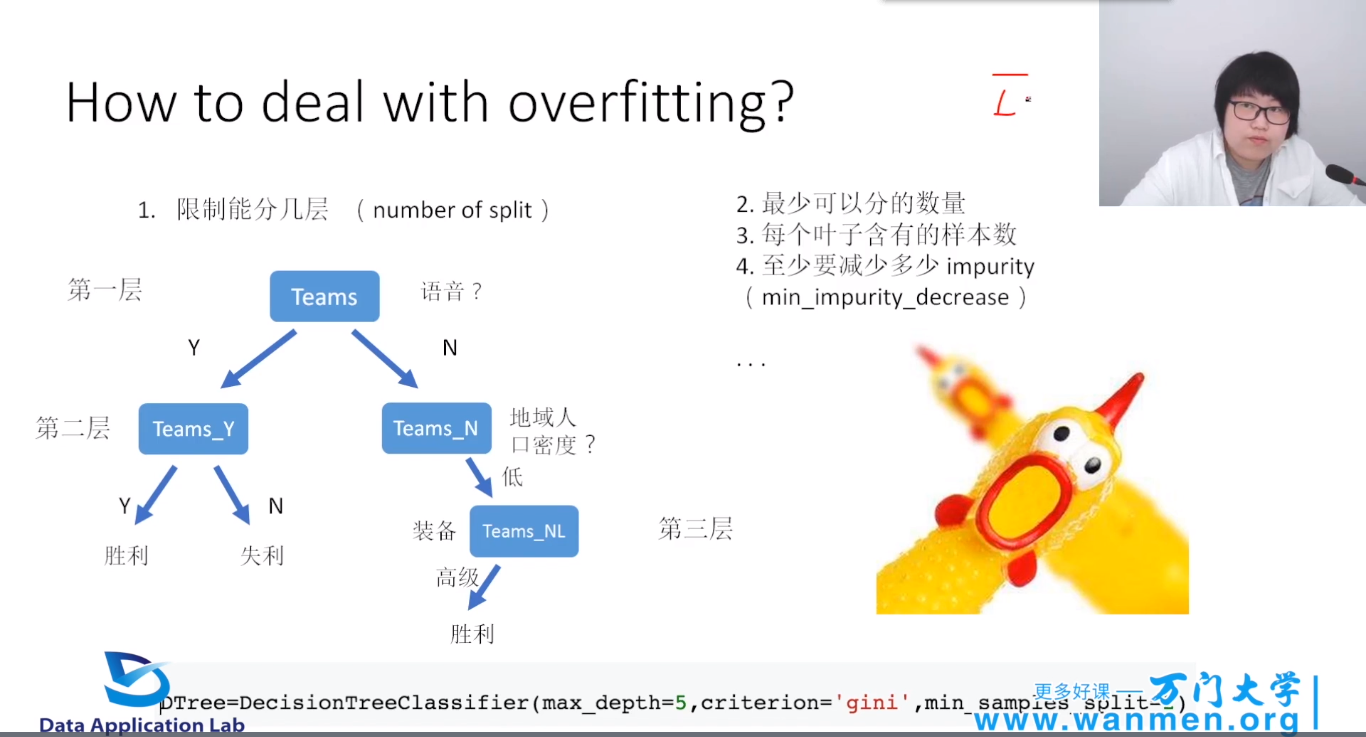 How to deal with overfitting?
1. 限制能分几层 （number of split）
第一层
Teams
语音？
Y
N
第二层
Teams_Y
Teams_N
地域人
口密度？
低
Y
N
胜利
失利
装备
Teams_NL
第三层
高级
胜利
2. 最少可以分的数量
3. 每个叶子含有的样本数
4. 至少要减少多少 impurity
（min_impurity_decrease）
...
DTree=DecisionTreeClassifier(max_depth=5,criterion='gini',min_samples_split=
Data Application Lab
更多好课 — 万门大学
www.wanmen.org